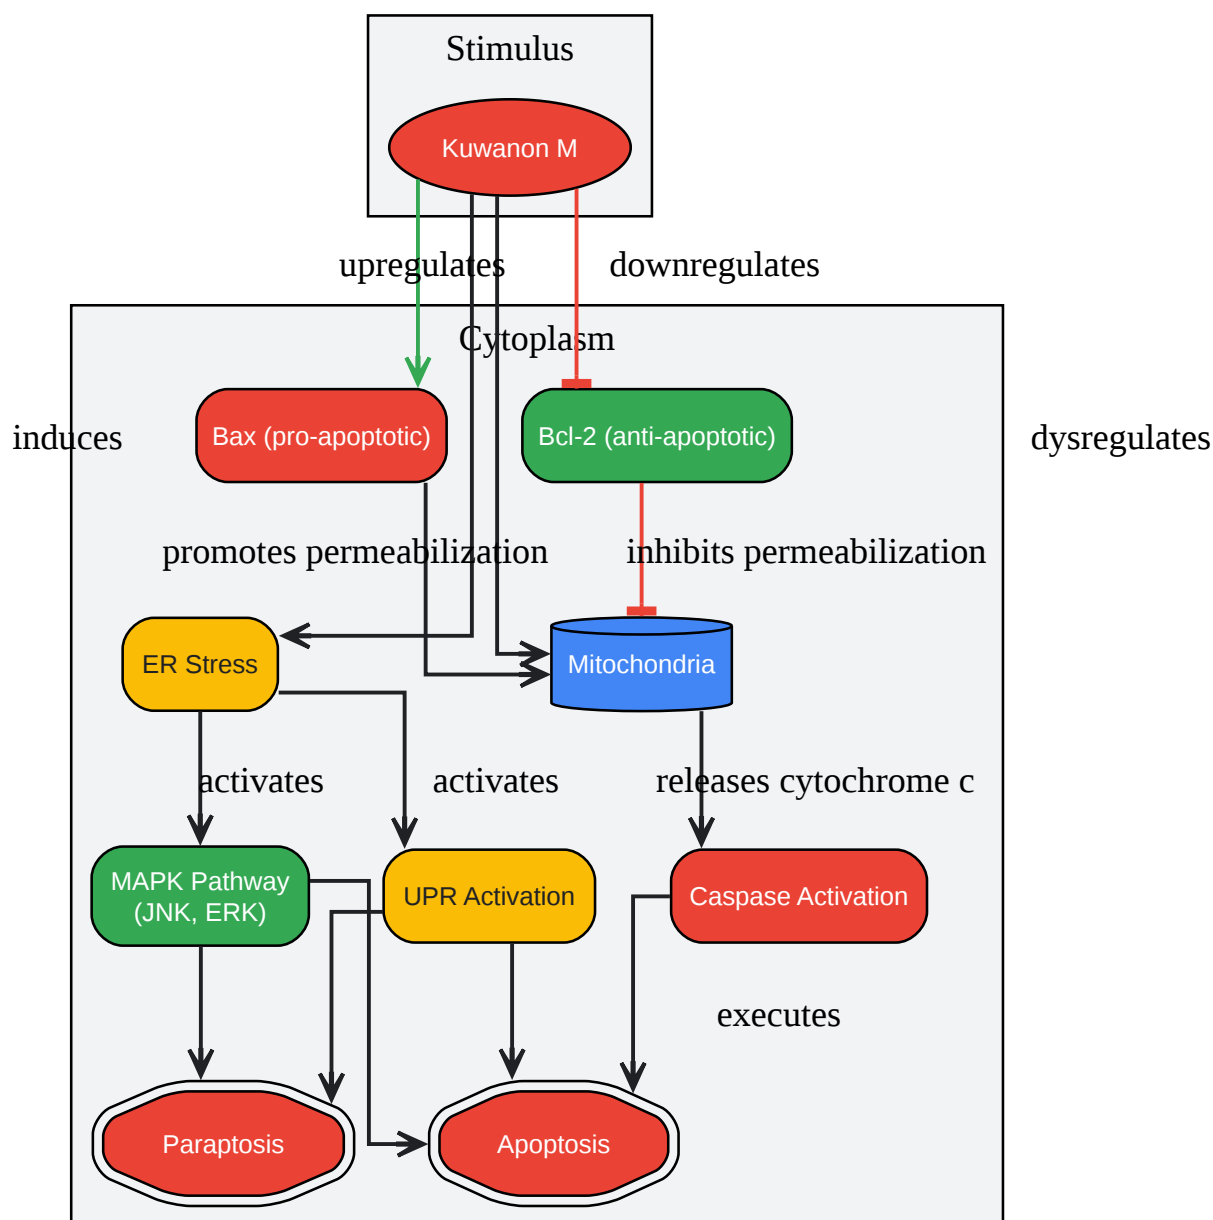 Stimulus
Kuwanon M
upregulates
downregulates
Cytoplasm
induces
Bax (pro-apoptotic)
Bcl-2 (anti-apoptotic)
dysregulates
promotes permeabilization
inhibits permeabilization
ER Stress
Mitochondria
activates
activates
releases cytochrome c
MAPK Pathway
(JNK, ERK)
UPR Activation
Caspase Activation
executes
Paraptosis
Apoptosis